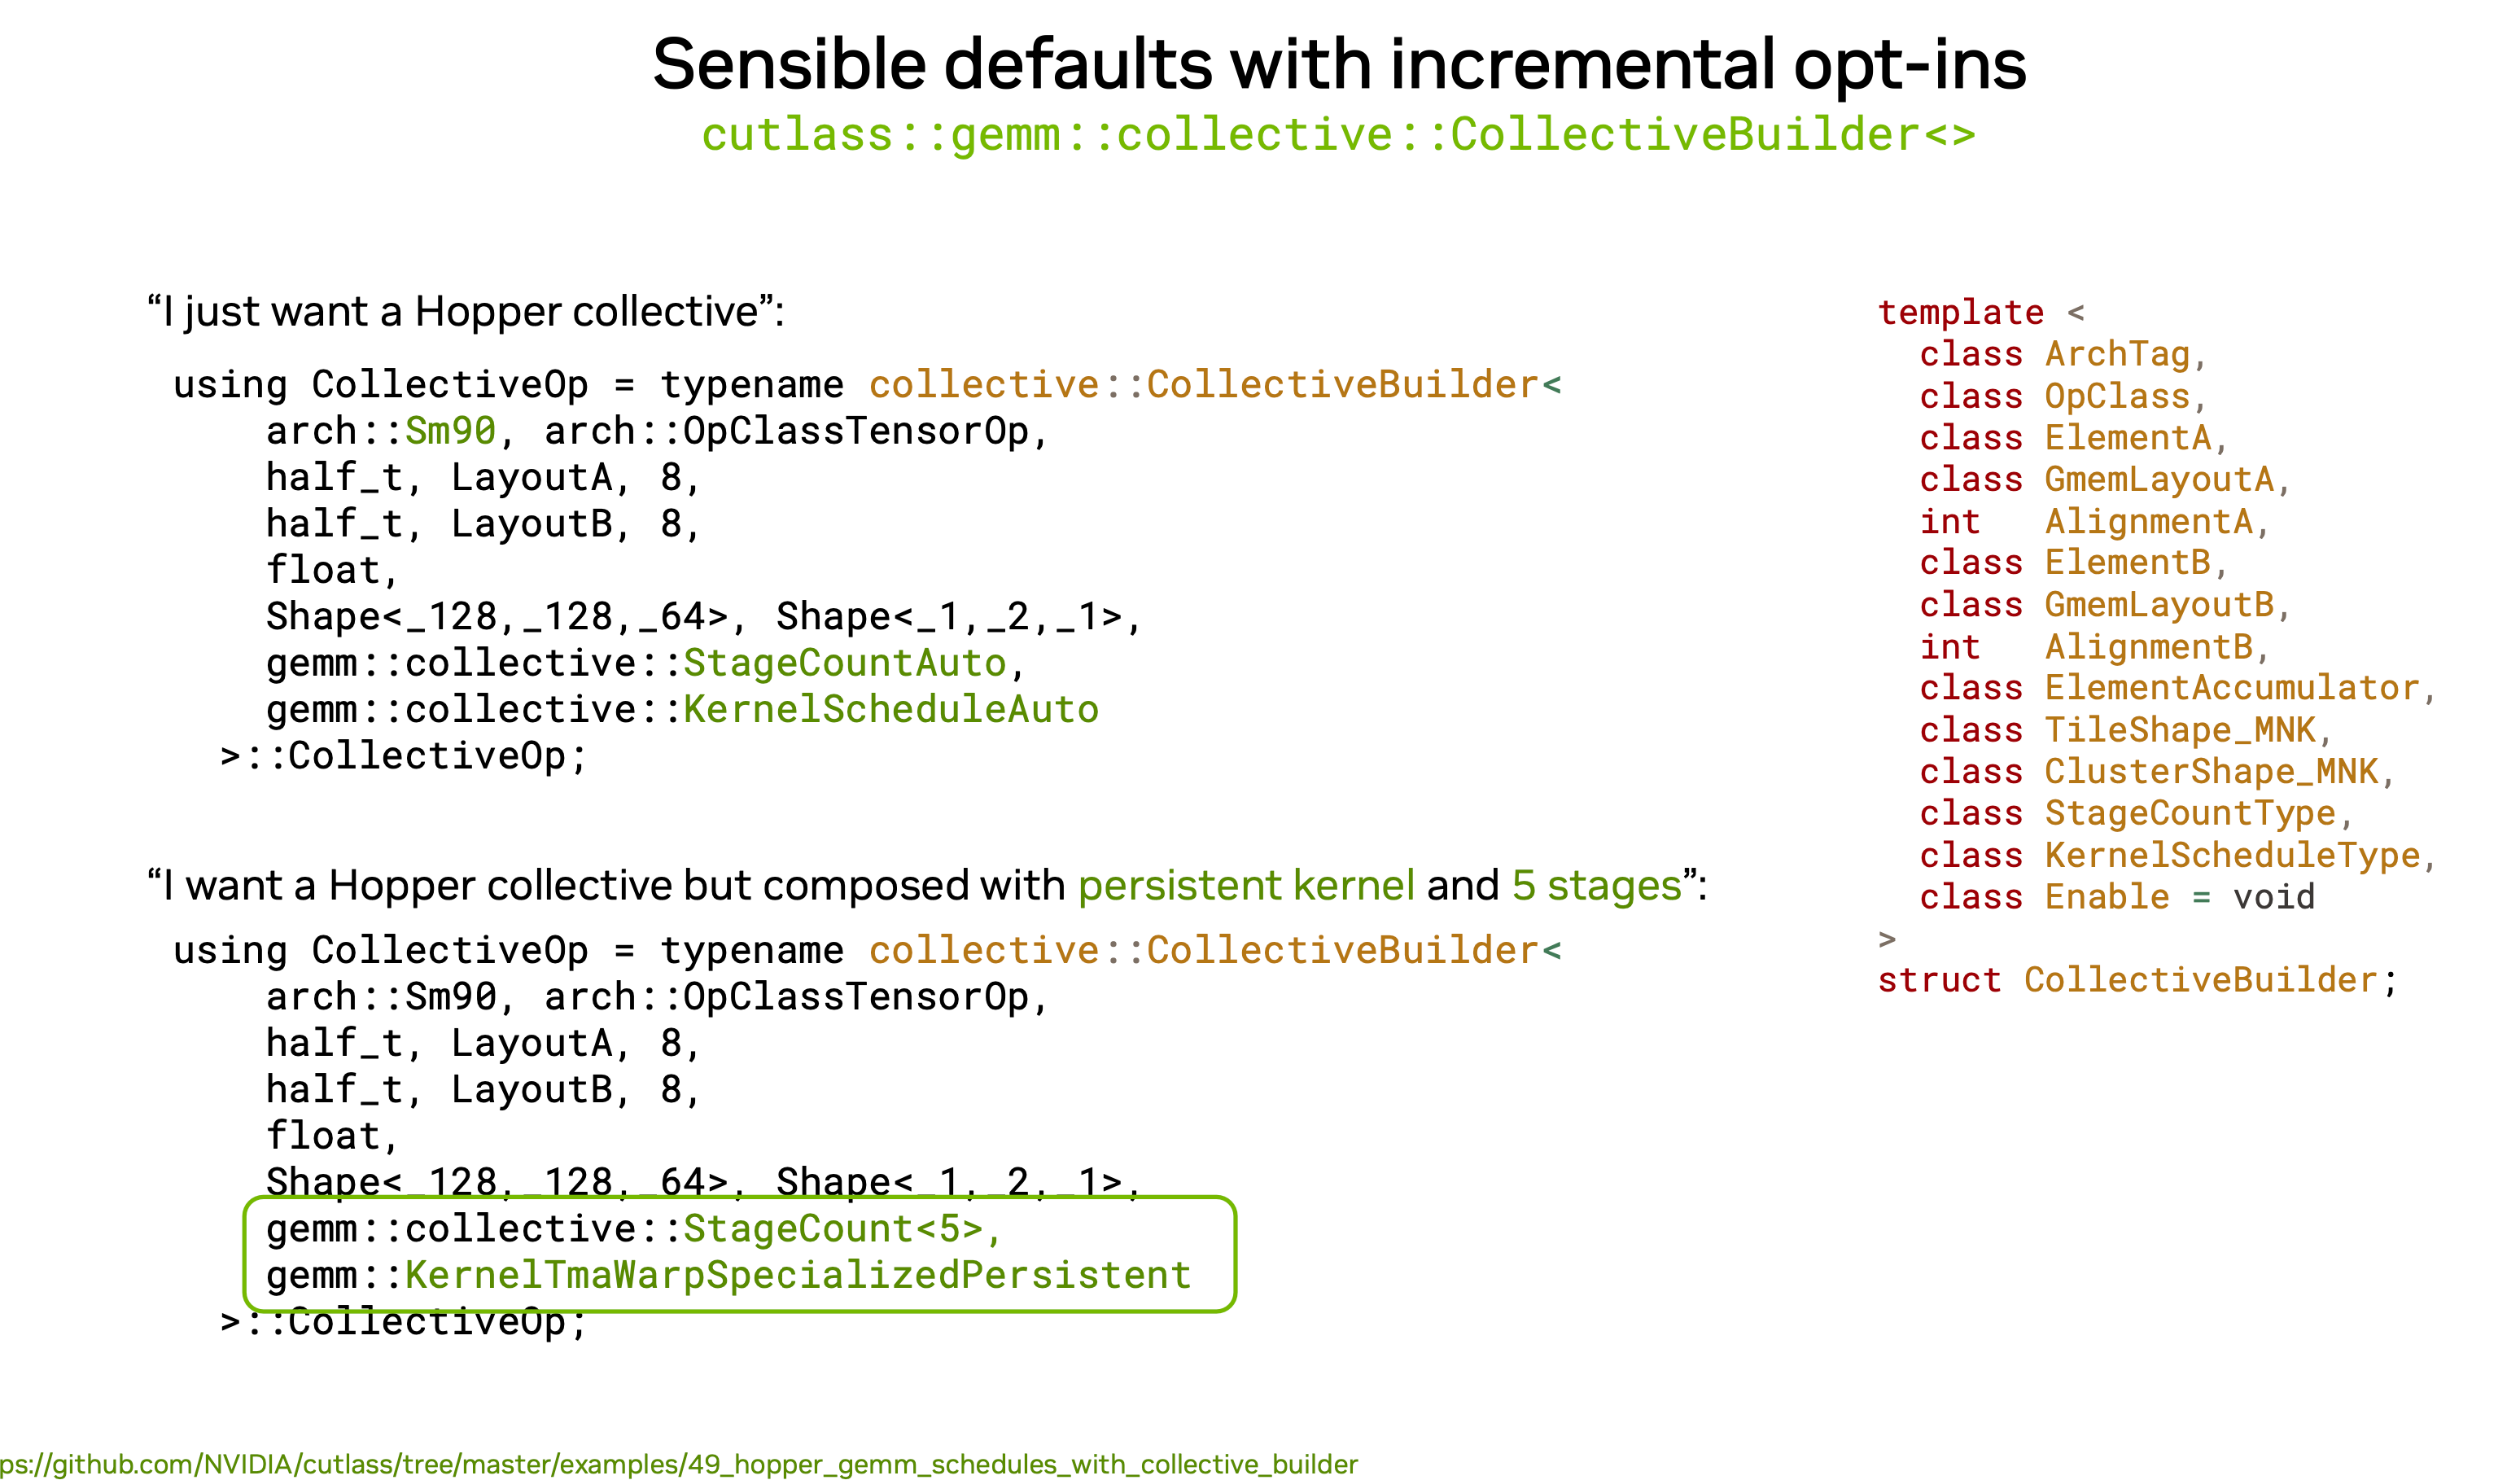 Sensible defaults with incremental opt-ins
cutlass::gemm::collective::CollectiveBuilder<>
“I just want a Hopper collective”:
using CollectiveOp = typename collective::CollectiveBuilder<
arch::Sm90, arch::OpClassTensorOp,
half_t, LayoutA, 8,
half_t, LayoutB, 8,
float,
Shape<_128,_128,_64>, Shape<_1,_2,_1>,
gemm::collective::StageCountAuto,
gemm::collective::KernelScheduleAuto
>::CollectiveOp;
“I want a Hopper collective but composed with persistent kernel and 5 stages”:
using CollectiveOp = typename collective::CollectiveBuilder<
arch::Sm90, arch::OpClassTensorOp,
half_t, LayoutA, 8,
half_t, LayoutB, 8,
float,
Shape<_128,_128,_64>, Shape<_1,_2,_1>,
gemm::collective::StageCount<5>,
gemm::KernelTmaWarpSpecializedPersistent
>::CollectiveOp;
template <
class ArchTag,
class OpClass,
class ElementA,
class GmemLayoutA,
int AlignmentA,
class ElementB,
class GmemLayoutB,
int AlignmentB,
class ElementAccumulator,
class TileShape_MNK,
class ClusterShape_MNK,
class StageCountType,
class KernelScheduleType,
class Enable = void
>
struct CollectiveBuilder;
ps://github.com/NVIDIA/cutlass/tree/master/examples/49_hopper_gemm_schedules_with_collective_builder